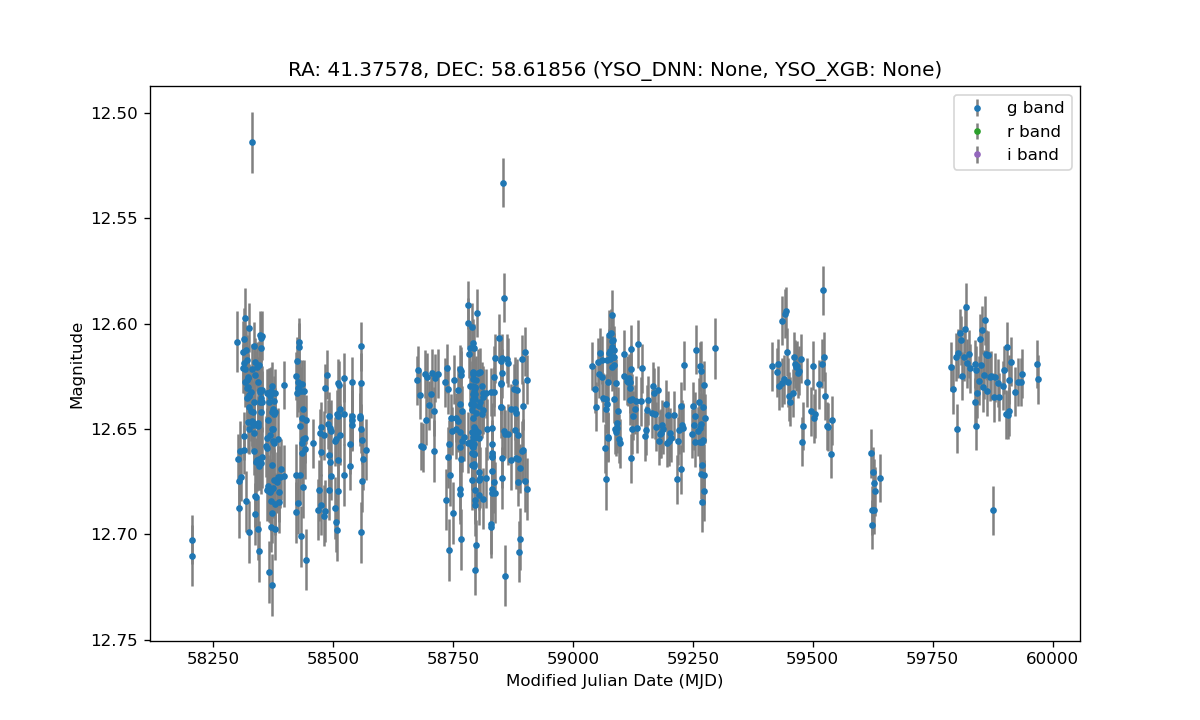 RA: 41.37578, DEC: 58.61856 (YSO_DNN: None, YSO_XGB: None)
12.50
12.55
12.60
12.65
12.70
12.75
Magnitude
g band
r band
i band
58250 58500 58750 59000 59250 59500 59750 60000
Modified Julian Date (MJD)